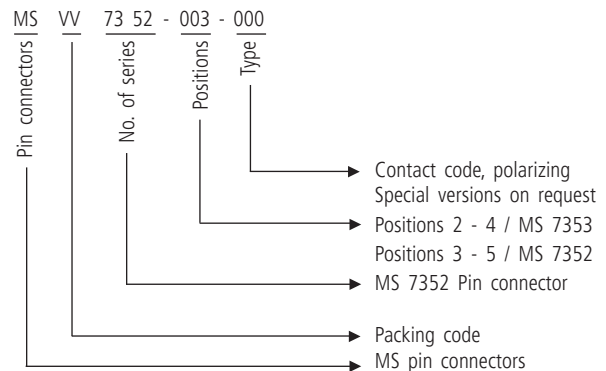 MS VV 73 52 - 003 - 000
Pin connectors
No. of series
Positions
Type
Contact code, polarizing
Special versions on request
Positions 2 - 4 / MS 7353
Positions 3 - 5 / MS 7352
MS 7352 Pin connector
Packing code
MS pin connectors